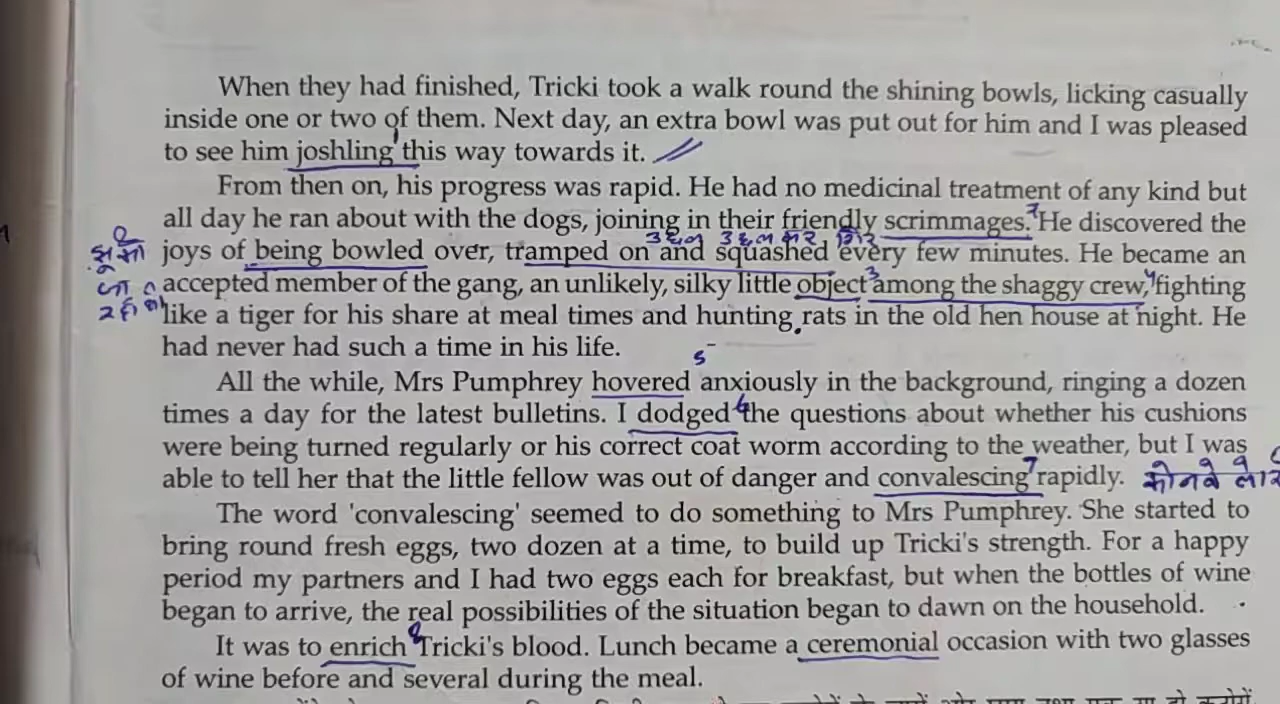 When they had finished, Tricki took a walk round the shining bowls, licking casually
inside one or two of them. Next day, an extra bowl was put out for him and I was pleased
to see him joshling this way towards it.
From then on, his progress was rapid. He had no medicinal treatment of any kind but
all day he ran about with the dogs, joining in their friendly scrimmages. He discovered the
joys of being bowled over, tramped on and squashed every few minutes. He became an
accepted member of the gang, an unlikely, silky little object among the shaggy crew, fighting
like a tiger for his share at meal times and hunting rats in the old hen house at night. He
had never had such a time in his life.
All the while, Mrs Pumphrey hovered anxiously in the background, ringing a dozen
times a day for the latest bulletins. I dodged the questions about whether his cushions
were being turned regularly or his correct coat worm according to the weather, but I was
able to tell her that the little fellow was out of danger and convalescing rapidly.
The word 'convalescing' seemed to do something to Mrs Pumphrey. She started to
bring round fresh eggs, two dozen at a time, to build up Tricki's strength. For a happy
period my partners and I had two eggs each for breakfast, but when the bottles of wine
began to arrive, the real possibilities of the situation began to dawn on the household.
It was to enrich Tricki's blood. Lunch became a ceremonial occasion with two glasses
of wine before and several during the meal.